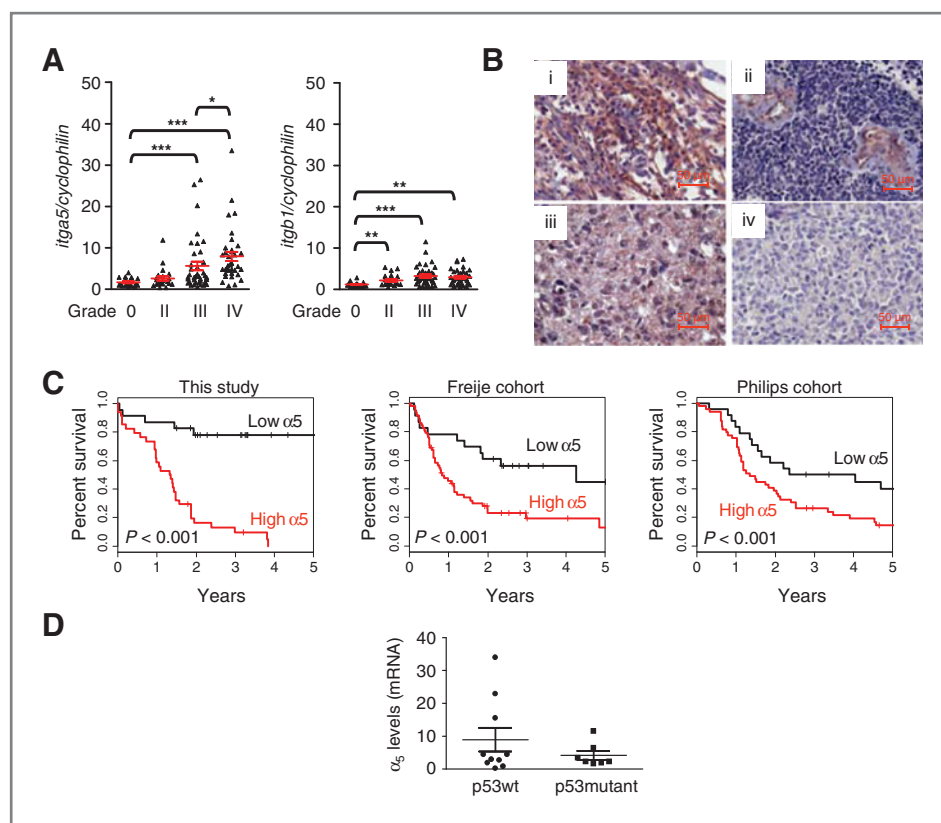 A
itga5/cyclophilin
50
40
30
20
10
0
*
***
***
Grade 0 II III IV
itgb1/cyclophilin
50
40
30
20
10
0
**
***
**
Grade 0 II III IV
B
i
50 µm
ii
50 µm
iii
50 µm
iv
50 µm
C
This study
Percent survival
1.0
0.8
0.6
0.4
0.2
0.0
Low α5
High α5
P < 0.001
0 1 2 3 4 5
Years
Freije cohort
Percent survival
1.0
0.8
0.6
0.4
0.2
0.0
Low α5
High α5
P < 0.001
0 1 2 3 4 5
Years
Philips cohort
Percent survival
1.0
0.8
0.6
0.4
0.2
0.0
Low α5
High α5
P < 0.001
0 1 2 3 4 5
Years
D
α5 levels (mRNA)
40
30
20
10
0
p53wt p53mutant